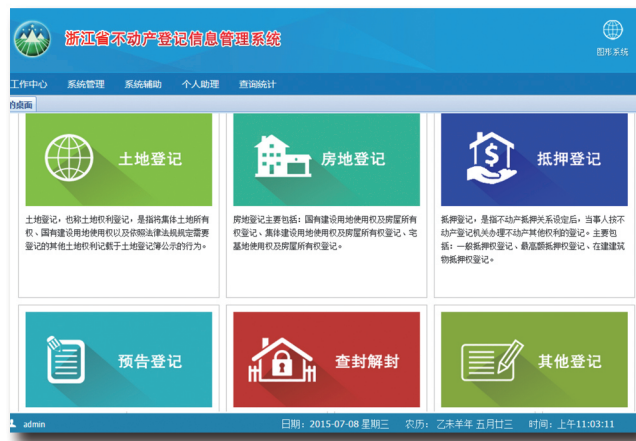 浙江省不动产登记信息管理系统
图形系统
工作中心 系统管理 系统辅助 个人助理 查询统计
的桌面
土地登记
房地登记
抵押登记
土地登记，也称土地权利登记，是指将集体土地所有
权、国有建设用地使用权以及依照法律法规规定需要
登记的其他土地权利记载于土地登记簿公示的行为。
房地登记主要包括：国有建设用地使用权及房屋所有
权登记、集体建设用地使用权及房屋所有权登记、宅
基地使用权及房屋所有权登记。
抵押登记，是指不动产抵押关系设定后，当事人按不
动产登记机关办理不动产其他权利的登记。主要包
括：一般抵押权登记、最高额抵押权登记、在建建筑
物抵押权登记。
预告登记
查封解封
其他登记
admin
日期：2015-07-08 星期三 农历：乙未羊年 五月廿三 时间：上午11:03:11